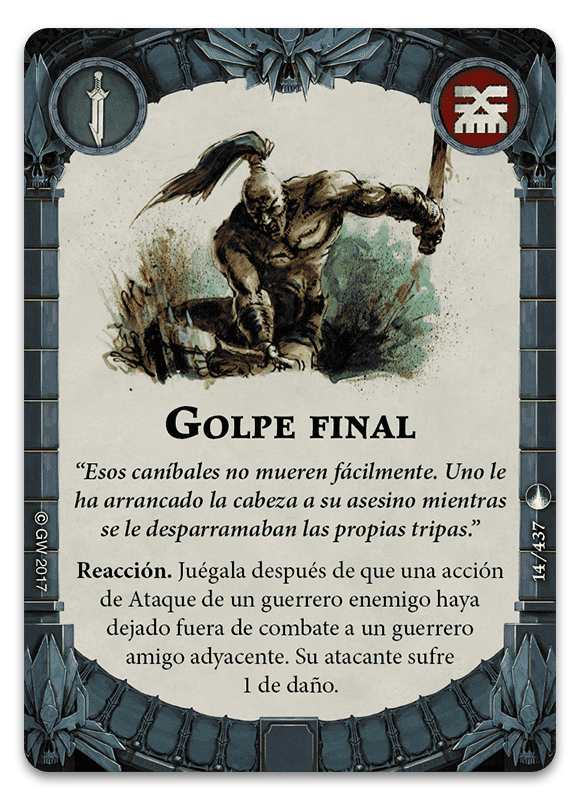 GOLPE FINAL
“Esos caníbales no mueren fácilmente. Uno le
ha arrancado la cabeza a su asesino mientras
se le desparramaban las propias tripas.”
Reacción. Juégala después de que una acción
de Ataque de un guerrero enemigo haya
dejado fuera de combate a un guerrero
amigo adyacente. Su atacante sufre
1 de daño.
© GW 2017
14/437